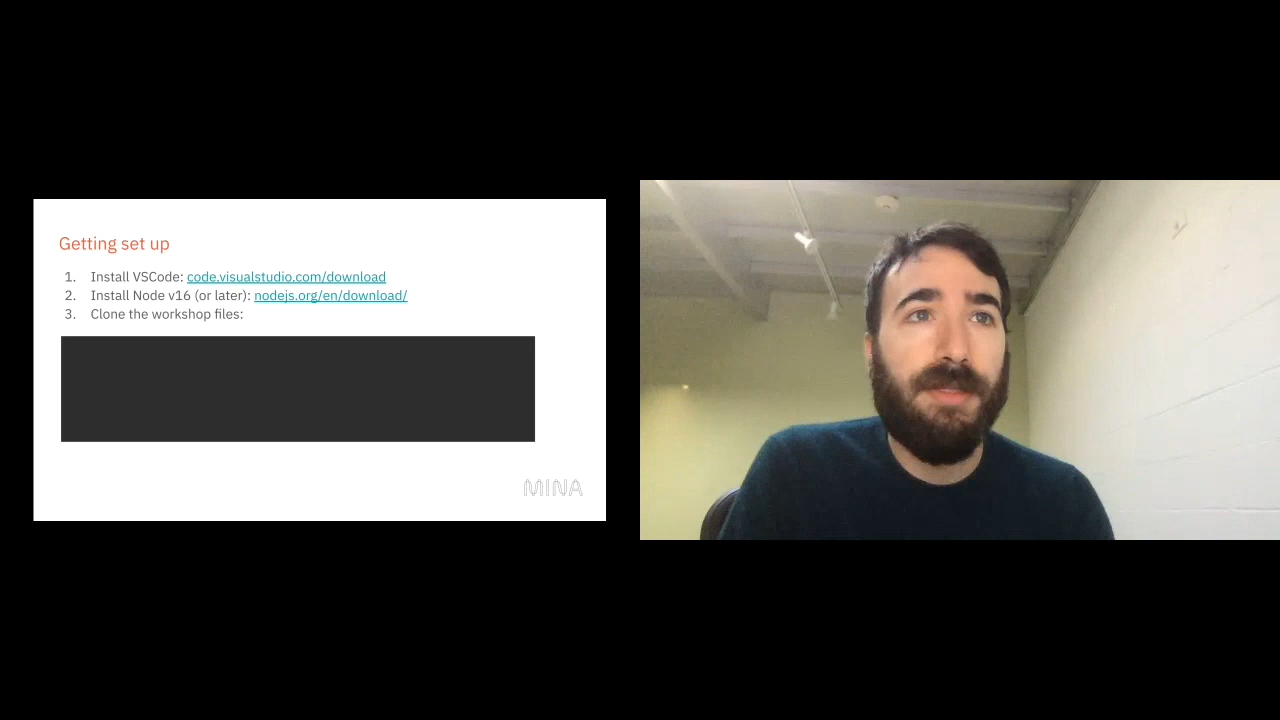 Getting set up
1. Install VSCode: code.visualstudio.com/download
2. Install Node v16 (or later): nodejs.org/en/download/
3. Clone the workshop files:
MINA